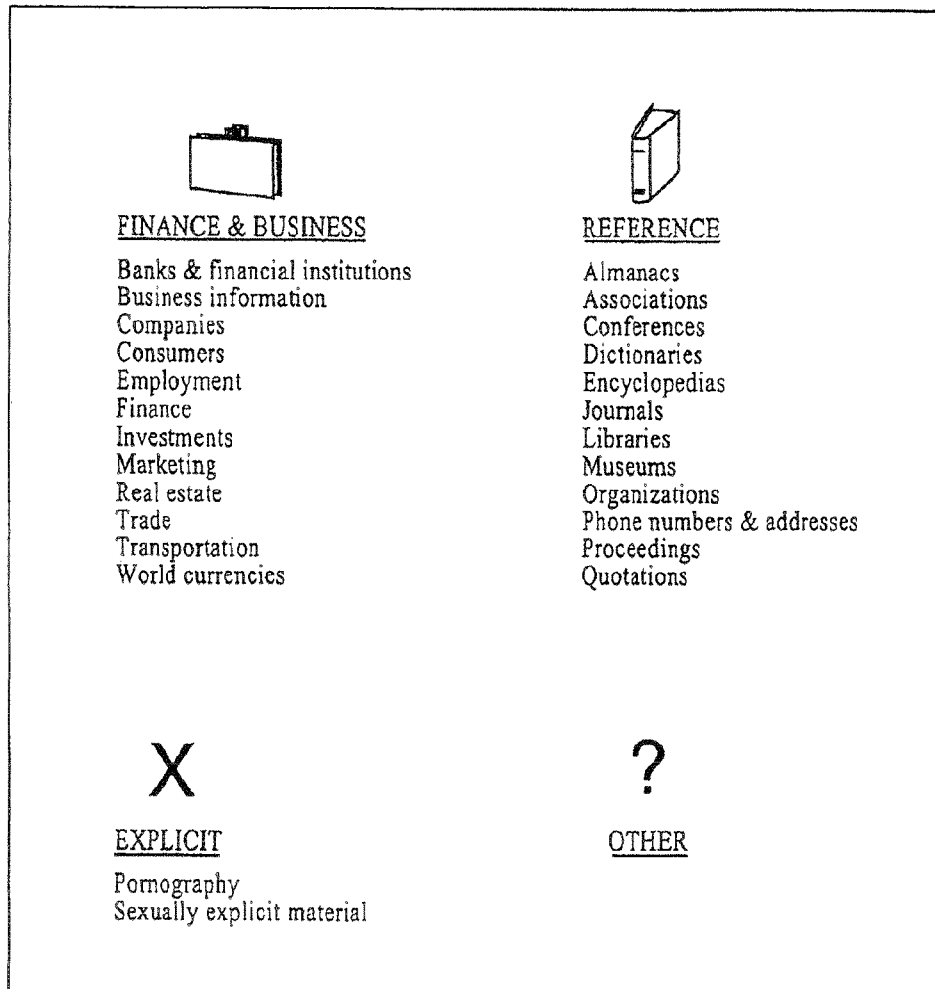 FINANCE & BUSINESS
Banks & financial institutions
Business information
Companies
Consumers
Employment
Finance
Investments
Marketing
Real estate
Trade
Transportation
World currencies
REFERENCE
Almanacs
Associations
Conferences
Dictionaries
Encyclopedias
Journals
Libraries
Museums
Organizations
Phone numbers & addresses
Proceedings
Quotations
X
EXPLICIT
Pornography
Sexually explicit material
?
OTHER